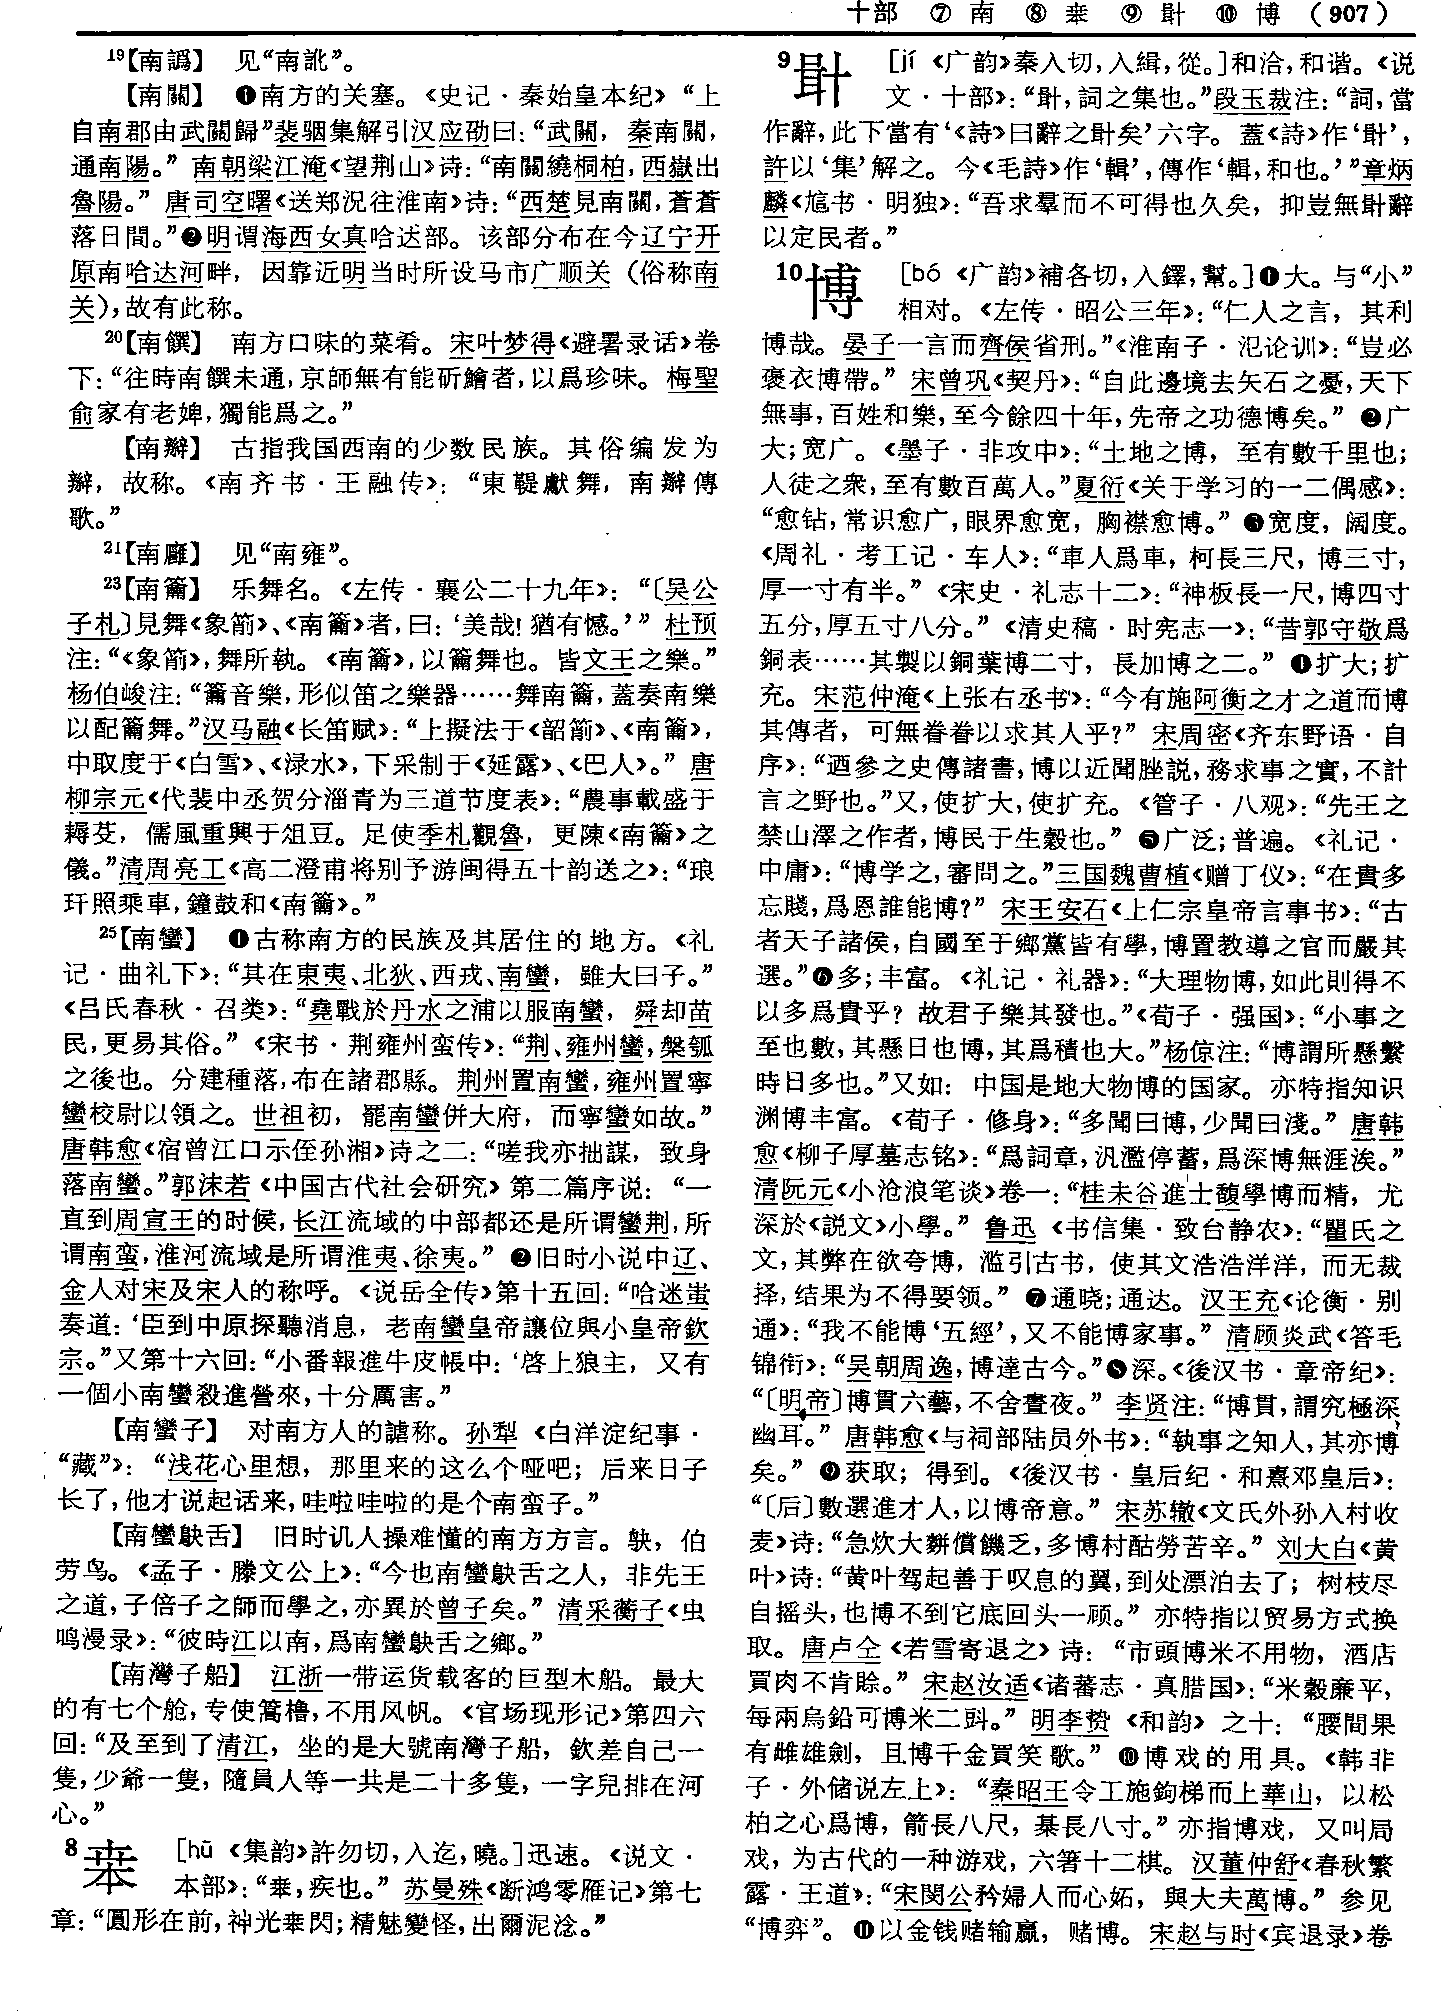 十部 ⑦ 南 ⑧ 㚔 ⑨ 㖫 ⑩ 博 （907）
¹⁹【南譌】 见“南訛”。
【南關】 ❶南方的关塞。《史记·秦始皇本纪》“上
自南郡由武關歸”裴骃集解引汉应劭曰：“武關，秦南關，
通南陽。”南朝梁江淹《望荆山》诗：“南關繞桐柏，西嶽出
魯陽。”唐司空曙《送郑况往淮南》诗：“西楚見南關，蒼蒼
落日間。”❷明谓海西女真哈达部。该部分布在今辽宁开
原南哈达河畔，因靠近明当时所设马市广顺关（俗称南
关），故有此称。
²⁰【南饌】 南方口味的菜肴。宋叶梦得《避暑录话》卷
下：“往時南饌未通，京師無有能斫鱠者，以爲珍味。梅聖
俞家有老婢，獨能爲之。”
【南辮】 古指我国西南的少数民族。其俗编发为
辮，故称。《南齐书·王融传》：“東鞮獻舞，南辮傳
歌。”
²¹【南廱】 见“南雍”。
²³【南籥】 乐舞名。《左传·襄公二十九年》：“〔吴公
子札〕見舞《象箾》、《南籥》者，曰：‘美哉！猶有憾。’”杜预
注：“《象箾》，舞所執。《南籥》，以籥舞也。皆文王之樂。”
杨伯峻注：“籥音樂，形似笛之樂器……舞南籥，蓋奏南樂
以配籥舞。”汉马融《长笛赋》：“上擬法于《韶箾》、《南籥》，
中取度于《白雪》、《渌水》，下采制于《延露》、《巴人》。”唐
柳宗元《代裴中丞贺分淄青为三道节度表》：“農事載盛于
耨芟，儒風重興于俎豆。足使季札觀魯，更陳《南籥》之
儀。”清周亮工《高二澄甫将别予游闽得五十韵送之》：“琅
玕照乘車，鐘鼓和《南籥》。”
²⁵【南蠻】 ❶古称南方的民族及其居住的地方。《礼
记·曲礼下》：“其在東夷、北狄、西戎、南蠻，雖大曰子。”
《吕氏春秋·召类》：“堯戰於丹水之浦以服南蠻，舜却苗
民，更易其俗。”《宋书·荆雍州蛮传》：“荆、雍州蠻，槃瓠
之後也。分建種落，布在諸郡縣。荆州置南蠻，雍州置寧
蠻校尉以領之。世祖初，罷南蠻併大府，而寧蠻如故。”
唐韩愈《宿曾江口示侄孙湘》诗之二：“嗟我亦拙謀，致身
落南蠻。”郭沫若《中国古代社会研究》第二篇序说：“一
直到周宣王的时候，长江流域的中部都还是所谓蠻荆，所
谓南蛮，淮河流域是所谓淮夷、徐夷。”❷旧时小说中辽、
金人对宋及宋人的称呼。《说岳全传》第十五回：“哈迷蚩
奏道：‘臣到中原探聽消息，老南蠻皇帝讓位與小皇帝欽
宗。”又第十六回：“小番報進牛皮帳中：‘啓上狼主，又有
一個小南蠻殺進營來，十分厲害。”
【南蠻子】 对南方人的谑称。孙犁《白洋淀纪事·
“藏”》：“浅花心里想，那里来的这么个哑吧；后来日子
长了，他才说起话来，哇啦哇啦的是个南蛮子。”
【南蠻鴃舌】 旧时讥人操难懂的南方方言。鴃，伯
劳鸟。《孟子·滕文公上》：“今也南蠻鴃舌之人，非先王
之道，子倍子之師而學之，亦異於曾子矣。”清采蘅子《虫
鸣漫录》：“彼時江以南，爲南蠻鴃舌之鄉。”
【南灣子船】 江浙一带运货载客的巨型木船。最大
的有七个舱，专使篙橹，不用风帆。《官场现形记》第四六
回：“及至到了清江，坐的是大號南灣子船，欽差自己一
隻，少爺一隻，隨員人等一共是二十多隻，一字兒排在河
心。”
8 㚔 ［hū《集韵》許勿切，入迄，曉。］迅速。《说文·
本部》：“㚔，疾也。”苏曼殊《断鸿零雁记》第七
章：“圓形在前，神光㚔閃；精魅變怪，出爾泥淰。”
9 㖫 ［jí《广韵》秦入切，入緝，從。］和洽，和谐。《说
文·十部》：“㖫，詞之集也。”段玉裁注：“詞，當
作辭，此下當有‘《詩》曰辭之㖫矣’六字。蓋《詩》作‘㖫’，
許以‘集’解之。今《毛詩》作‘輯’，傳作‘輯，和也。’”章炳
麟《訄书·明独》：“吾求羣而不可得也久矣，抑豈無㖫辭
以定民者。”
10 博 ［bó《广韵》補各切，入鐸，幫。］❶大。与“小”
相对。《左传·昭公三年》：“仁人之言，其利
博哉。晏子一言而齊侯省刑。”《淮南子·氾论训》：“豈必
褒衣博帶。”宋曾巩《契丹》：“自此邊境去矢石之憂，天下
無事，百姓和樂，至今餘四十年，先帝之功德博矣。”❷广
大；宽广。《墨子·非攻中》：“土地之博，至有數千里也；
人徒之衆，至有數百萬人。”夏衍《关于学习的一二偶感》：
“愈钻，常识愈广，眼界愈宽，胸襟愈博。”❸宽度，阔度。
《周礼·考工记·车人》：“車人爲車，柯長三尺，博三寸，
厚一寸有半。”《宋史·礼志十二》：“神板長一尺，博四寸
五分，厚五寸八分。”《清史稿·时宪志一》：“昔郭守敬爲
銅表……其製以銅葉博二寸，長加博之二。”❹扩大；扩
充。宋范仲淹《上张右丞书》：“今有施阿衡之才之道而博
其傳者，可無眷眷以求其人乎？”宋周密《齐东野语·自
序》：“迺參之史傳諸書，博以近聞脞説，務求事之實，不計
言之野也。”又，使扩大，使扩充。《管子·八观》：“先王之
禁山澤之作者，博民于生穀也。”❺广泛；普遍。《礼记·
中庸》：“博学之，審問之。”三国魏曹植《赠丁仪》：“在貴多
忘賤，爲恩誰能博？”宋王安石《上仁宗皇帝言事书》：“古
者天子諸侯，自國至于鄉黨皆有學，博置教導之官而嚴其
選。”❻多；丰富。《礼记·礼器》：“大理物博，如此則得不
以多爲貴乎？故君子樂其發也。”《荀子·强国》：“小事之
至也數，其懸日也博，其爲積也大。”杨倞注：“博謂所懸繫
時日多也。”又如：中国是地大物博的国家。亦特指知识
渊博丰富。《荀子·修身》：“多聞曰博，少聞曰淺。”唐韩
愈《柳子厚墓志铭》：“爲詞章，汎濫停蓄，爲深博無涯涘。”
清阮元《小沧浪笔谈》卷一：“桂未谷進士馥學博而精，尤
深於《説文》小學。”鲁迅《书信集·致台静农》：“瞿氏之
文，其弊在欲夸博，滥引古书，使其文浩浩洋洋，而无裁
择，结果为不得要领。”❼通晓；通达。汉王充《论衡·别
通》：“我不能博‘五經’，又不能博家事。”清顾炎武《答毛
锦衔》：“吴朝周逸，博達古今。”❽深。《後汉书·章帝纪》：
“〔明帝〕博貫六藝，不舍晝夜。”李贤注：“博貫，謂究極深
幽耳。”唐韩愈《与祠部陆员外书》：“執事之知人，其亦博
矣。”❾获取；得到。《後汉书·皇后纪·和熹邓皇后》：
“〔后〕數選進才人，以博帝意。”宋苏辙《文氏外孙入村收
麦》诗：“急炊大䴵償饑乏，多博村酤勞苦辛。”刘大白《黄
叶》诗：“黄叶驾起善于叹息的翼，到处漂泊去了；树枝尽
自摇头，也博不到它底回头一顾。”亦特指以贸易方式换
取。唐卢仝《若雪寄退之》诗：“市頭博米不用物，酒店
買肉不肯賒。”宋赵汝适《诸蕃志·真腊国》：“米穀廉平，
每兩烏鉛可博米二㪷。”明李贽《和韵》之十：“腰間果
有雌雄劍，且博千金買笑歌。”❿博戏的用具。《韩非
子·外储说左上》：“秦昭王令工施鉤梯而上華山，以松
柏之心爲博，箭長八尺，棊長八寸。”亦指博戏，又叫局
戏，为古代的一种游戏，六箸十二棋。汉董仲舒《春秋繁
露·王道》：“宋閔公矜婦人而心妬，與大夫萬博。”参见
“博弈”。⓫以金钱赌输赢，赌博。宋赵与时《宾退录》卷